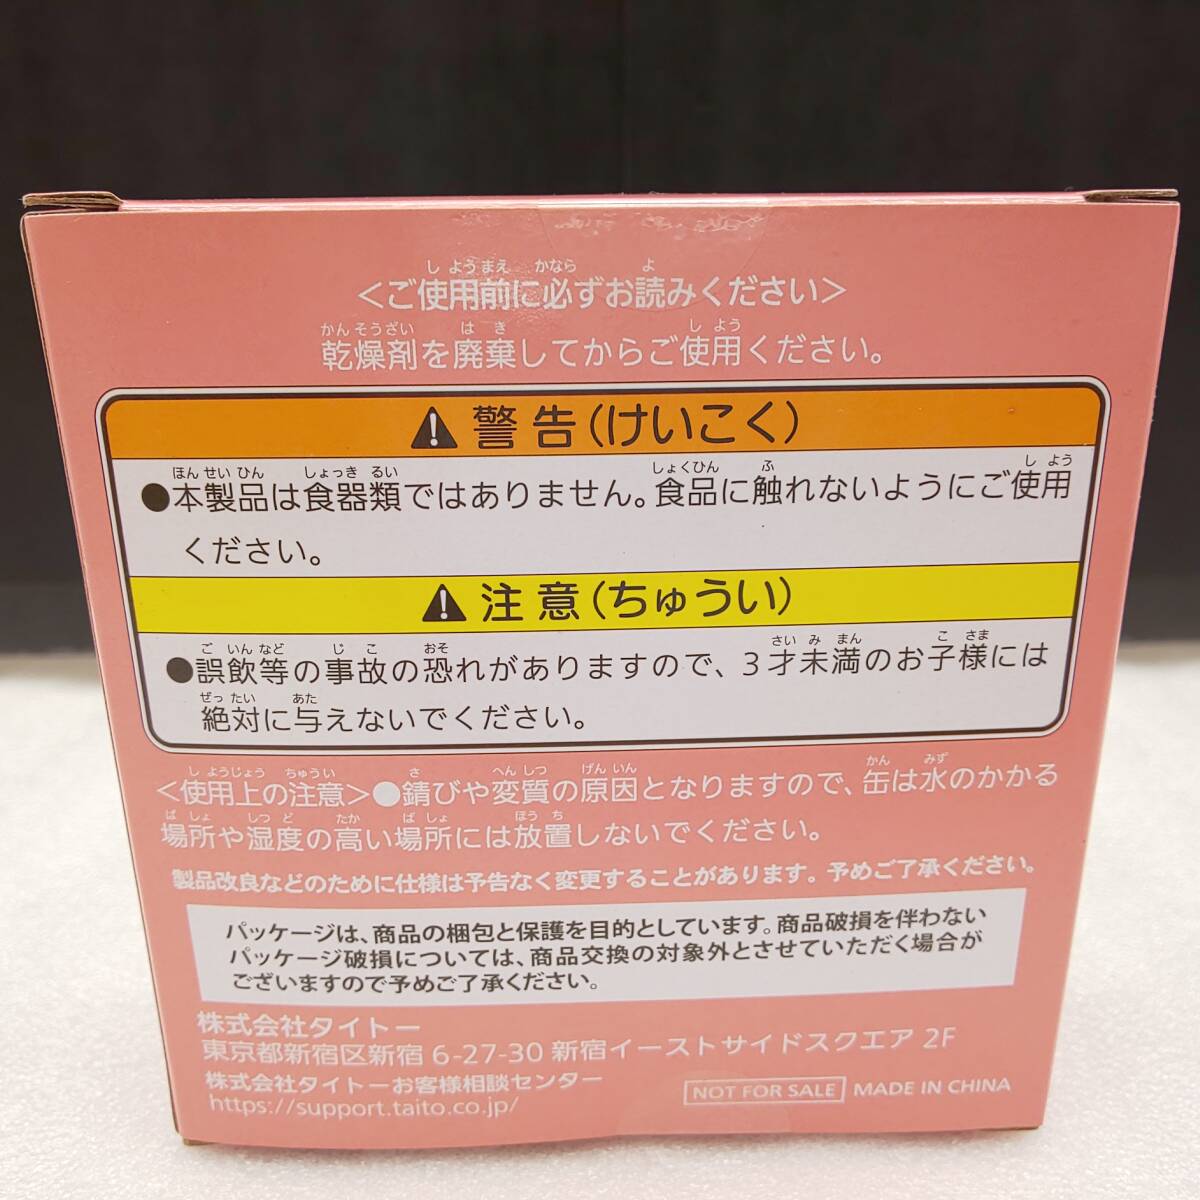 ＜ご使用前に必ずお読みください＞
乾燥剤を廃棄してからご使用ください。
警告（けいこく）
●本製品は食器類ではありません。食品に触れないようにご使用
ください。
注意（ちゅうい）
●誤飲等の事故の恐れがありますので、3才未満のお子様には
絶対に与えないでください。
＜使用上の注意＞●錆びや変質の原因となりますので、缶は水のかかる
場所や湿度の高い場所には放置しないでください。
製品改良などのために仕様は予告なく変更することがあります。予めご了承ください。
パッケージは、商品の梱包と保護を目的としています。商品破損を伴わない
パッケージ破損については、商品交換の対象外とさせていただく場合が
ございますので予めご了承ください。
株式会社タイトー
東京都新宿区新宿 6-27-30 新宿イーストサイドスクエア 2F
株式会社タイトーお客様相談センター
https://support.taito.co.jp/
NOT FOR SALE MADE IN CHINA